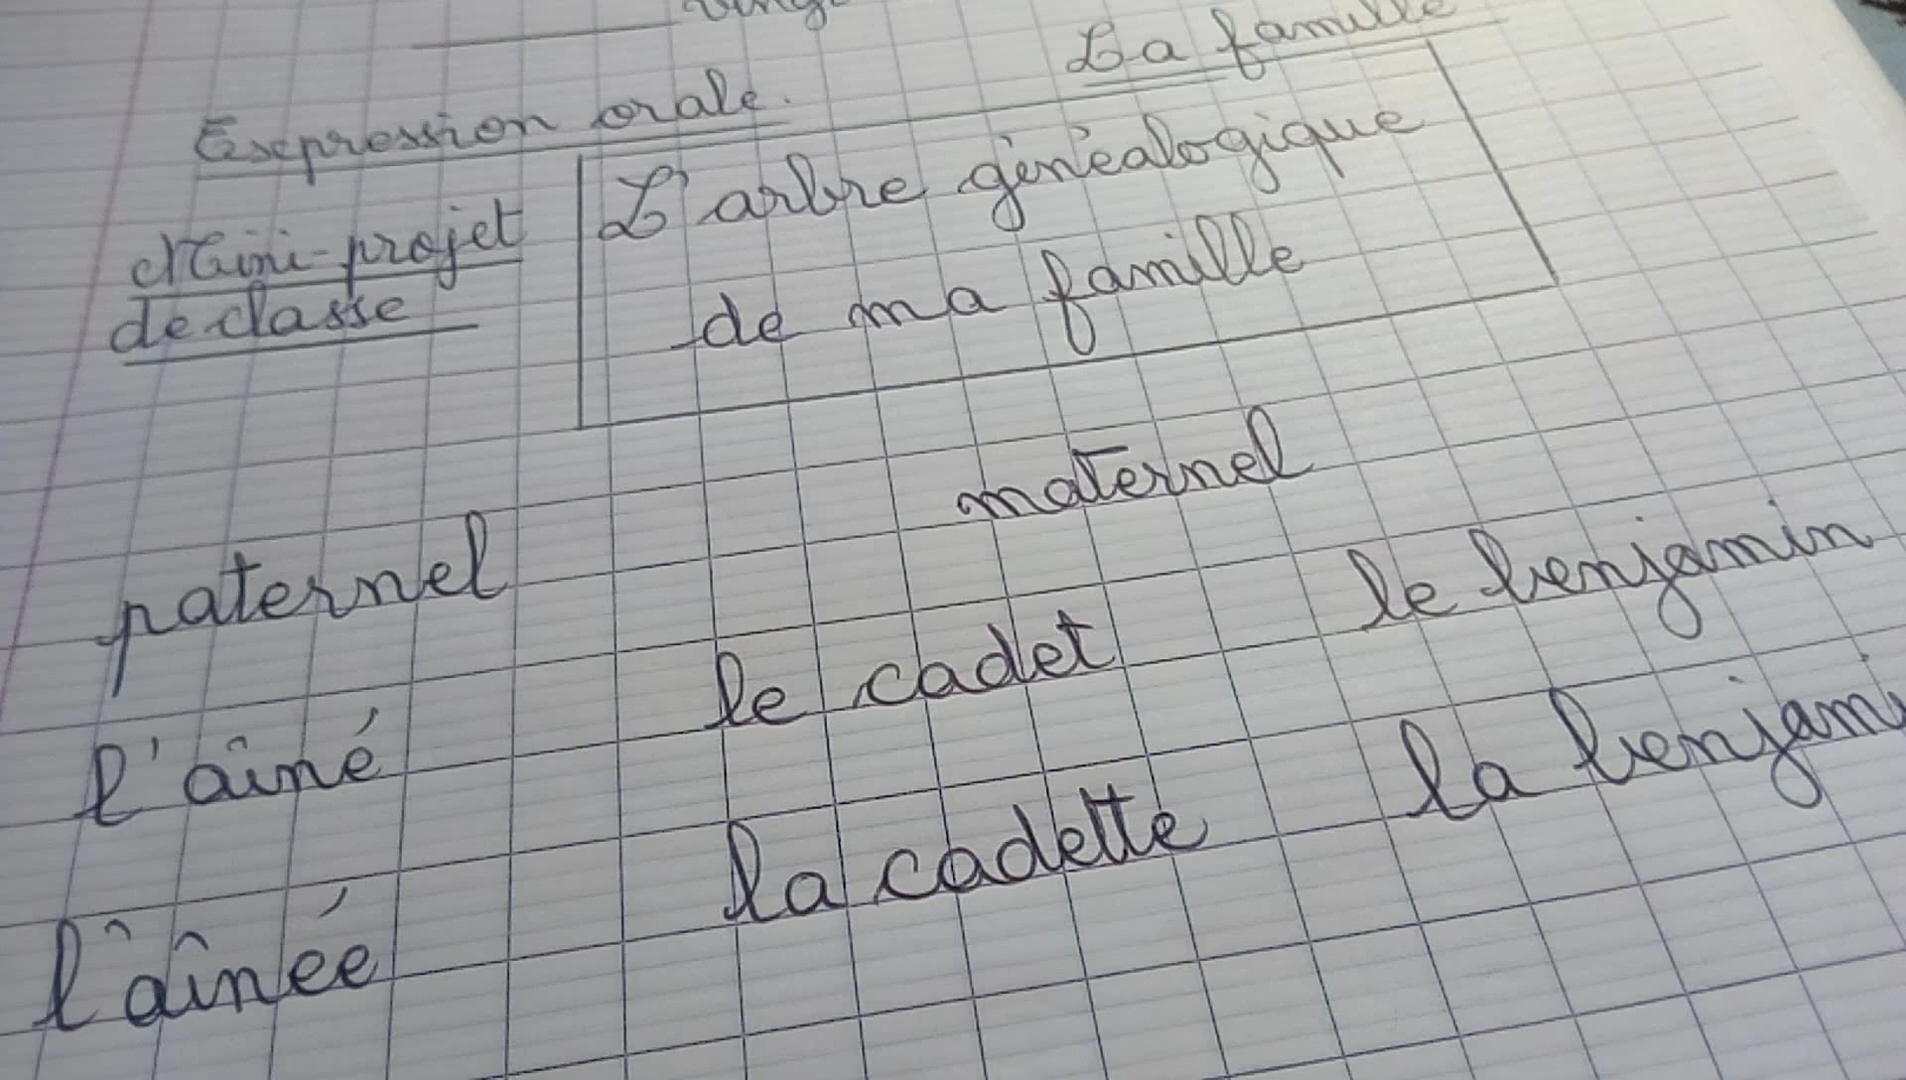 La famille
Expression orale.
Mini-projet
de classe
L'arbre généalogique
de ma famille
paternel maternel
l'aîné le cadet le benjamin
l'aînée la cadette la benjami